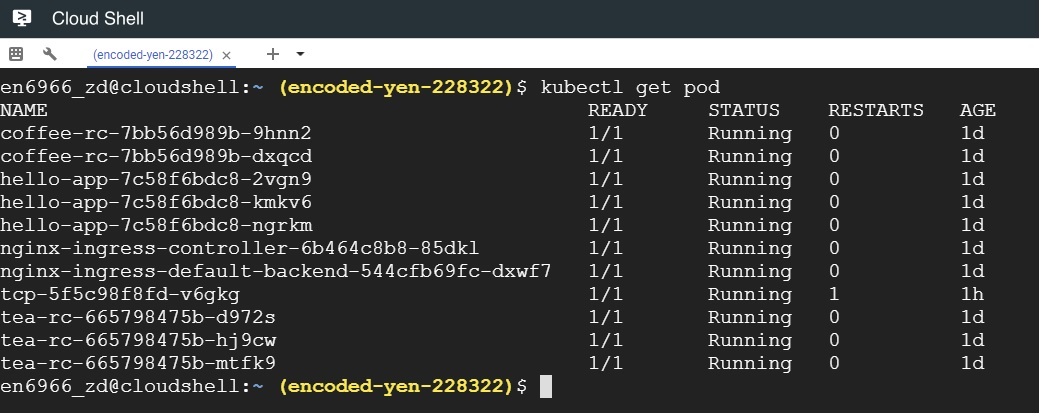 Cloud Shell
(encoded-yen-228322) × +
en6966_zd@cloudshell:~ (encoded-yen-228322)$ kubectl get pod
NAME READY STATUS RESTARTS AGE
coffee-rc-7bb56d989b-9hnn2 1/1 Running 0 1d
coffee-rc-7bb56d989b-dxqcd 1/1 Running 0 1d
hello-app-7c58f6bdc8-2vgn9 1/1 Running 0 1d
hello-app-7c58f6bdc8-kmkv6 1/1 Running 0 1d
hello-app-7c58f6bdc8-ngrkm 1/1 Running 0 1d
nginx-ingress-controller-6b464c8b8-85dkl 1/1 Running 0 1d
nginx-ingress-default-backend-544cfb69fc-dxwf7 1/1 Running 0 1d
tcp-5f5c98f8fd-v6gkg 1/1 Running 1 1h
tea-rc-665798475b-d972s 1/1 Running 0 1d
tea-rc-665798475b-hj9cw 1/1 Running 0 1d
tea-rc-665798475b-mtfk9 1/1 Running 0 1d
en6966_zd@cloudshell:~ (encoded-yen-228322)$